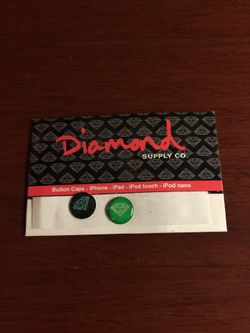 Diamond
SUPPLY CO.
Button Caps - iPhone - iPad - iPod touch - iPod nano